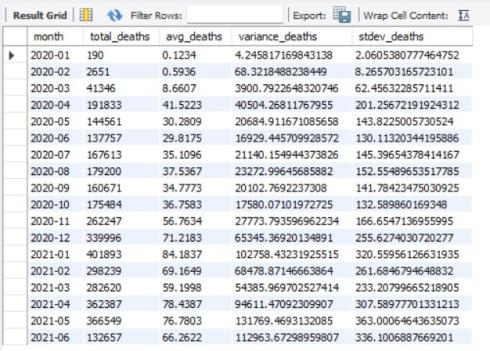 Result Grid Filter Rows: Export: Wrap Cell Content: IA
month total_deaths avg_deaths variance_deaths stdev_deaths
2020-01 190 0.1234 4.245817169843138 2.0605380777464752
2020-02 2651 0.5936 68.3218488238449 8.265703165723101
2020-03 41346 8.6607 3900.7922648320746 62.45632285711411
2020-04 191833 41.5223 40504.26811767955 201.25672191924312
2020-05 144561 30.2809 20684.911671085658 143.8225005730524
2020-06 137757 29.8175 16929.445709928572 130.11320344195886
2020-07 167613 35.1096 21140.154944373826 145.39654378414167
2020-08 179200 37.5367 23272.99645685882 152.55489653517785
2020-09 160671 34.7773 20102.7692237308 141.78423475030925
2020-10 175484 36.7583 17580.07101972725 132.589860169348
2020-11 262247 56.7634 27773.793596962234 166.6547136955995
2020-12 339996 71.2183 65345.36920134891 255.6274030720277
2021-01 401893 84.1837 102758.43231925515 320.55956126631935
2021-02 298239 69.1649 68478.87146663864 261.6846794648832
2021-03 282620 59.1998 54385.969702527414 233.20799665218905
2021-04 362387 78.4387 94611.47092309907 307.58977701331213
2021-05 366549 76.7803 131769.4693132085 363.00064643635073
2021-06 132657 66.2622 112963.67298959807 336.1006887669201